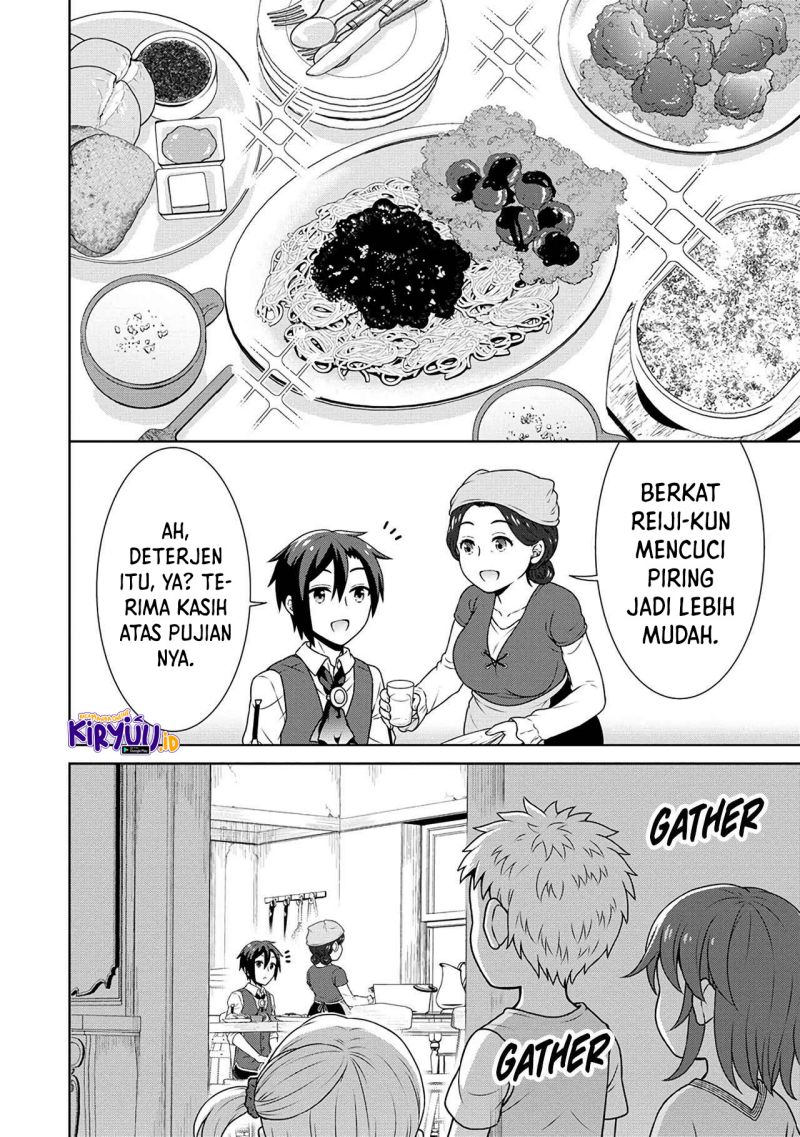 BERKAT
REIJI-KUN
MENCUCI
PIRING
JADI LEBIH
MUDAH.
AH,
DETERJEN
ITU, YA? TE-
RIMA KASIH
ATAS PUJIAN
NYA.
KIRYUU.ID
GATHER
GATHER